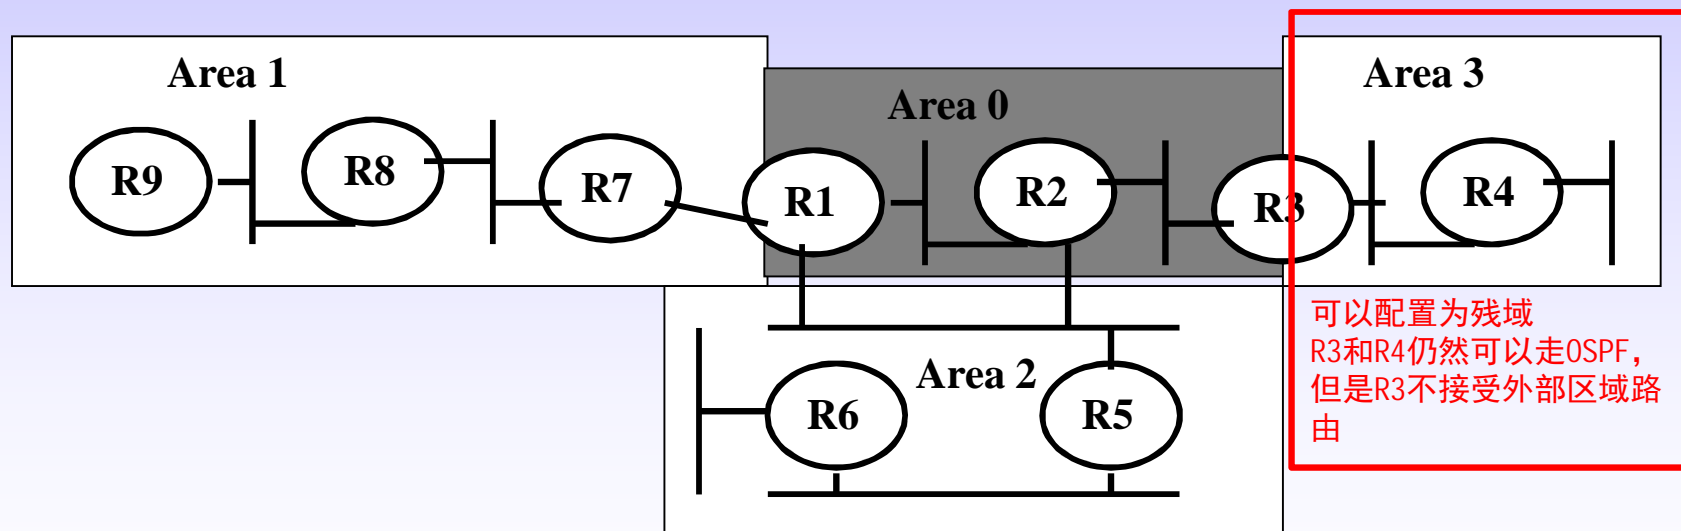 Area 1
Area 0
Area 3
R9
R8
R7
R1
R2
R3
R4
可以配置为残域
R3和R4仍然可以走OSPF，
但是R3不接受外部区域路
由
Area 2
R6
R5